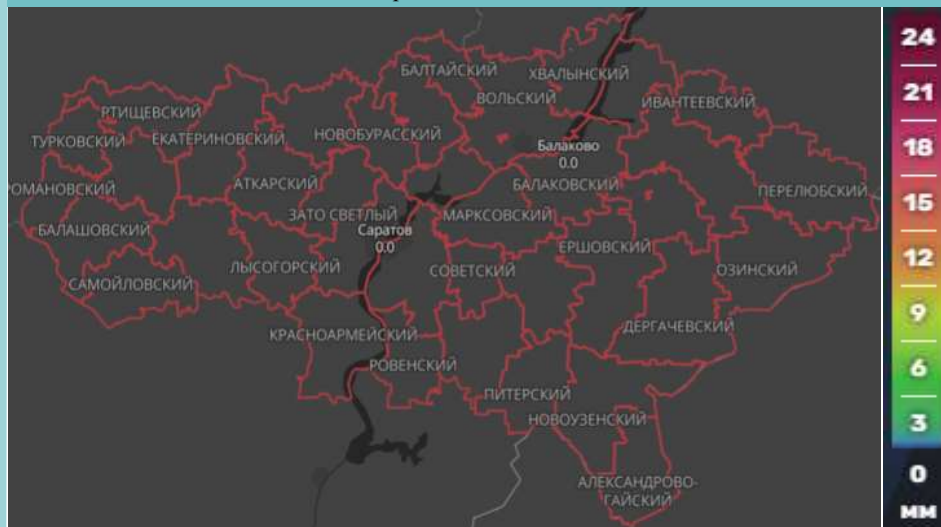 БАЛТАЙСКИЙ
ХВАЛЫНСКИЙ
ВОЛЬСКИЙ
ИВАНТЕЕВСКИЙ
РТИЩЕВСКИЙ
ТУРКОВСКИЙ
ЕКАТЕРИНОВСКИЙ
НОВОБУРАССКИЙ
Балаково
0.0
РОМАНОВСКИЙ
АТКАРСКИЙ
БАЛАКОВСКИЙ
ПЕРЕЛЮБСКИЙ
ЗАТО СВЕТЛЫЙ
МАРКСОВСКИЙ
БАЛАШОВСКИЙ
Саратов
0.0
ЕРШОВСКИЙ
ЛЫСОГОРСКИЙ
СОВЕТСКИЙ
ОЗИНСКИЙ
САМОЙЛОВСКИЙ
КРАСНОАРМЕЙСКИЙ
ДЕРГАЧЕВСКИЙ
РОВЕНСКИЙ
ПИТЕРСКИЙ
НОВОУЗЕНСКИЙ
АЛЕКСАНДРОВО-
ГАЙСКИЙ
24
21
18
15
12
9
6
3
0
мм